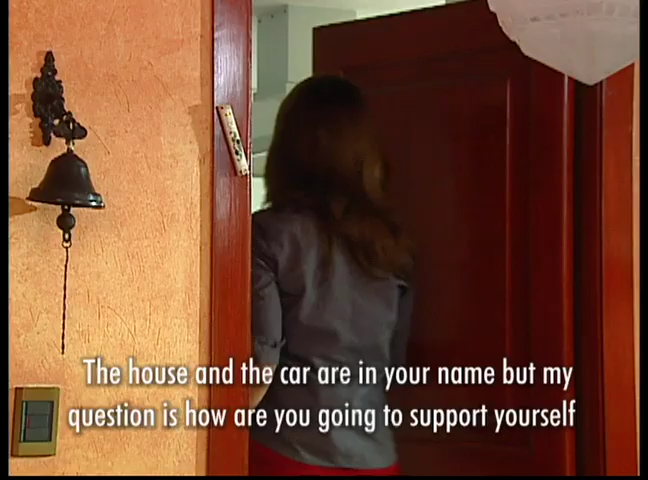 The house and the car are in your name but my
question is how are you going to support yourself